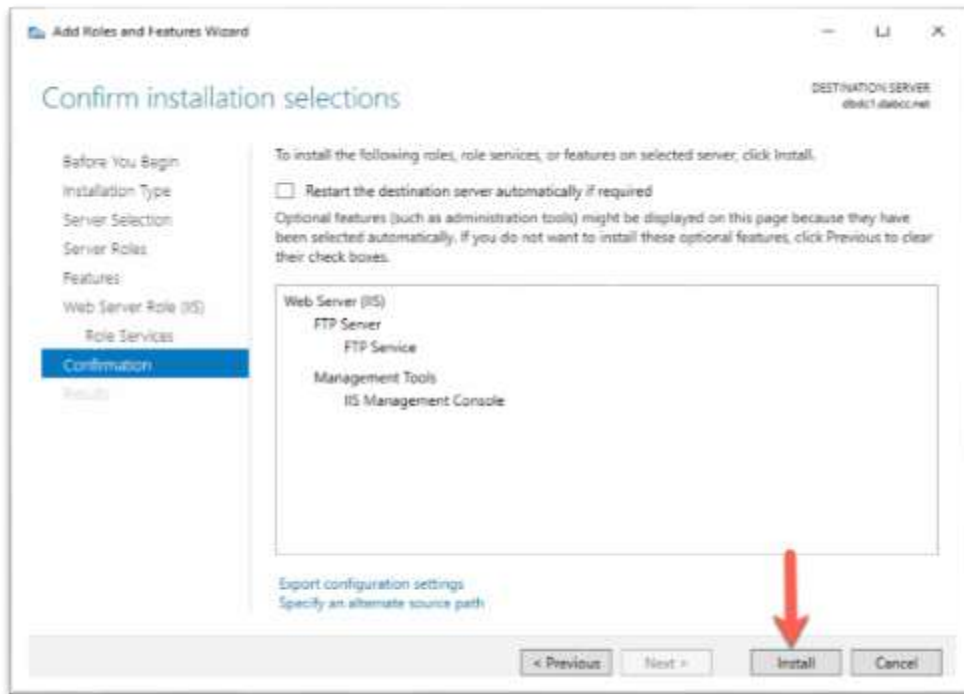 Add Roles and Features Wizard
Confirm installation selections
DESTINATION SERVER
dbdc1.dabcc.net
Before You Begin
Installation Type
Server Selection
Server Roles
Features
Web Server Role (IIS)
Role Services
Confirmation
Results
To install the following roles, role services, or features on selected server, click Install.
Restart the destination server automatically if required
Optional features (such as administration tools) might be displayed on this page because they have
been selected automatically. If you do not want to install these optional features, click Previous to clear
their check boxes.
Web Server (IIS)
FTP Server
FTP Service
Management Tools
IIS Management Console
Export configuration settings
Specify an alternate source path
< Previous
Next >
Install
Cancel